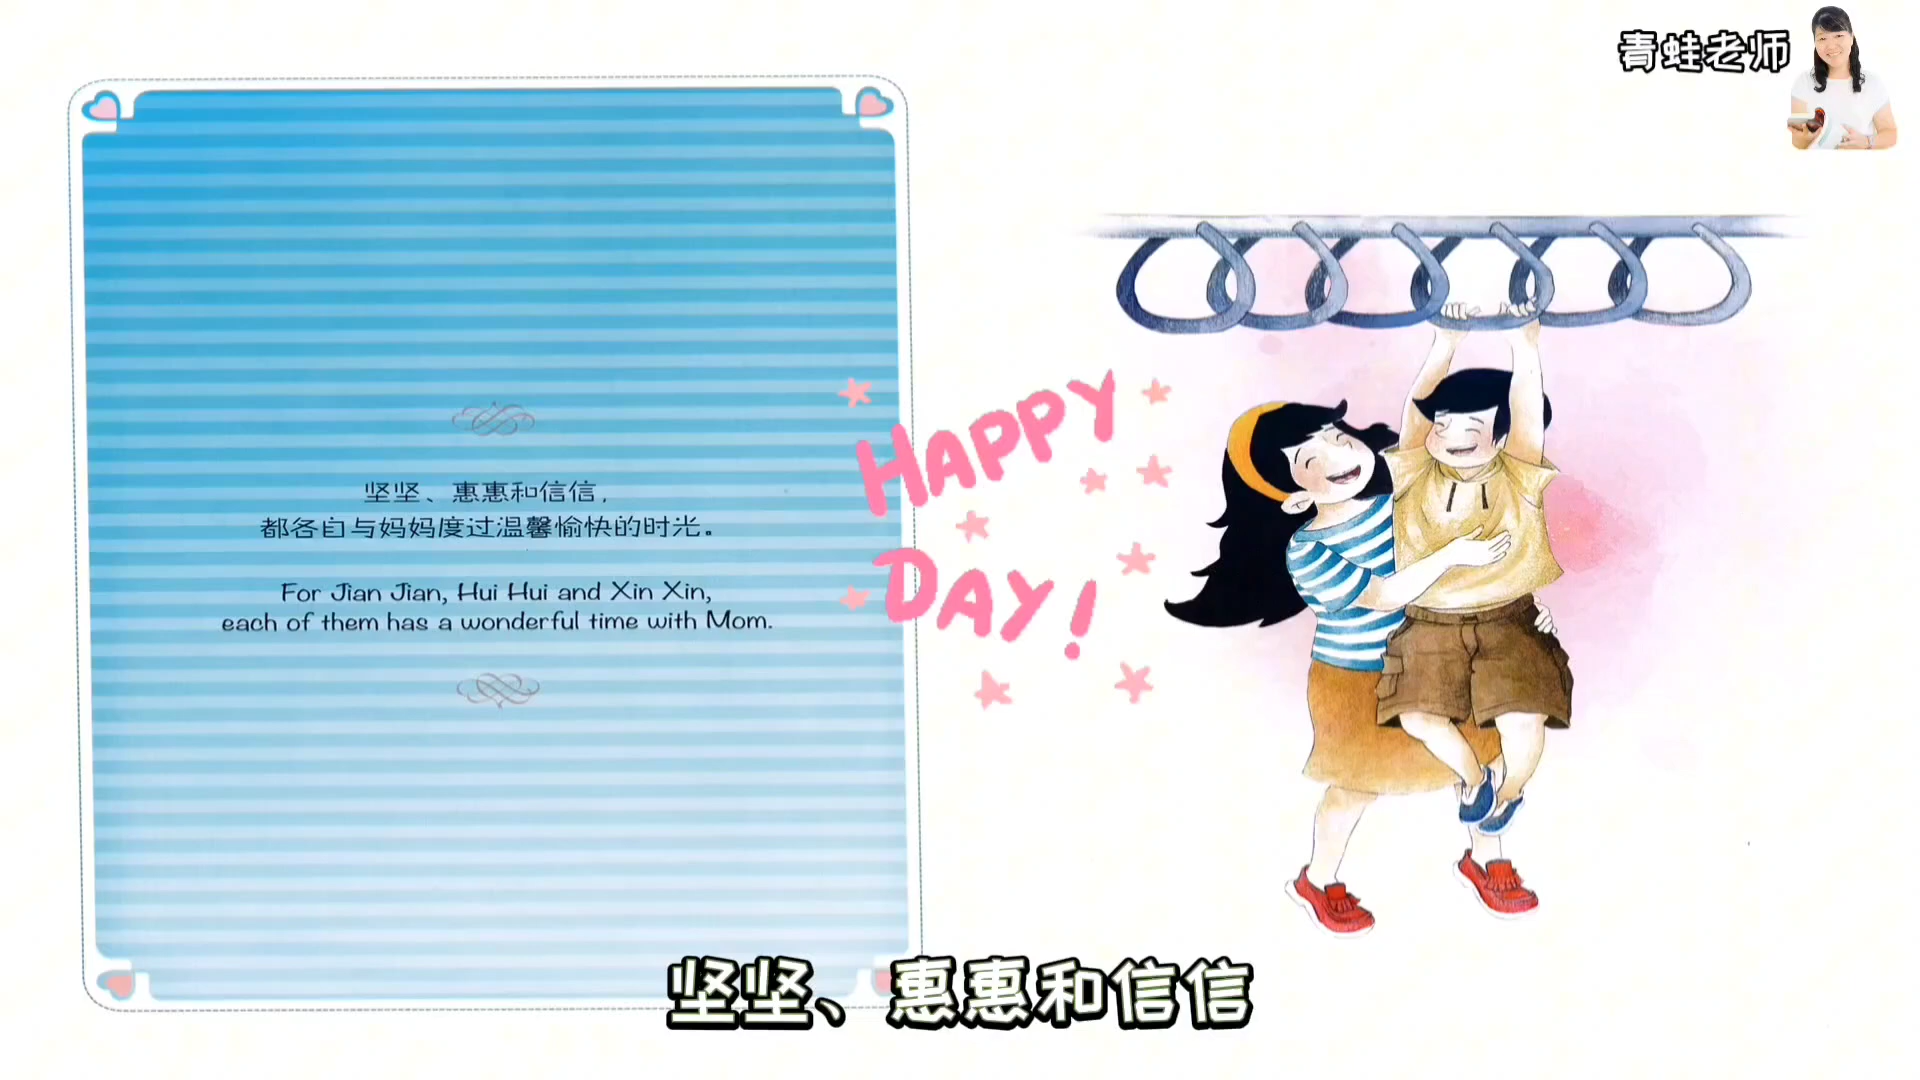 青蛙老师
坚坚、惠惠和信信，
都各自与妈妈度过温馨愉快的时光。
For Jian Jian, Hui Hui and Xin Xin,
each of them has a wonderful time with Mom.
HAPPY
DAY!
坚坚、惠惠和信信